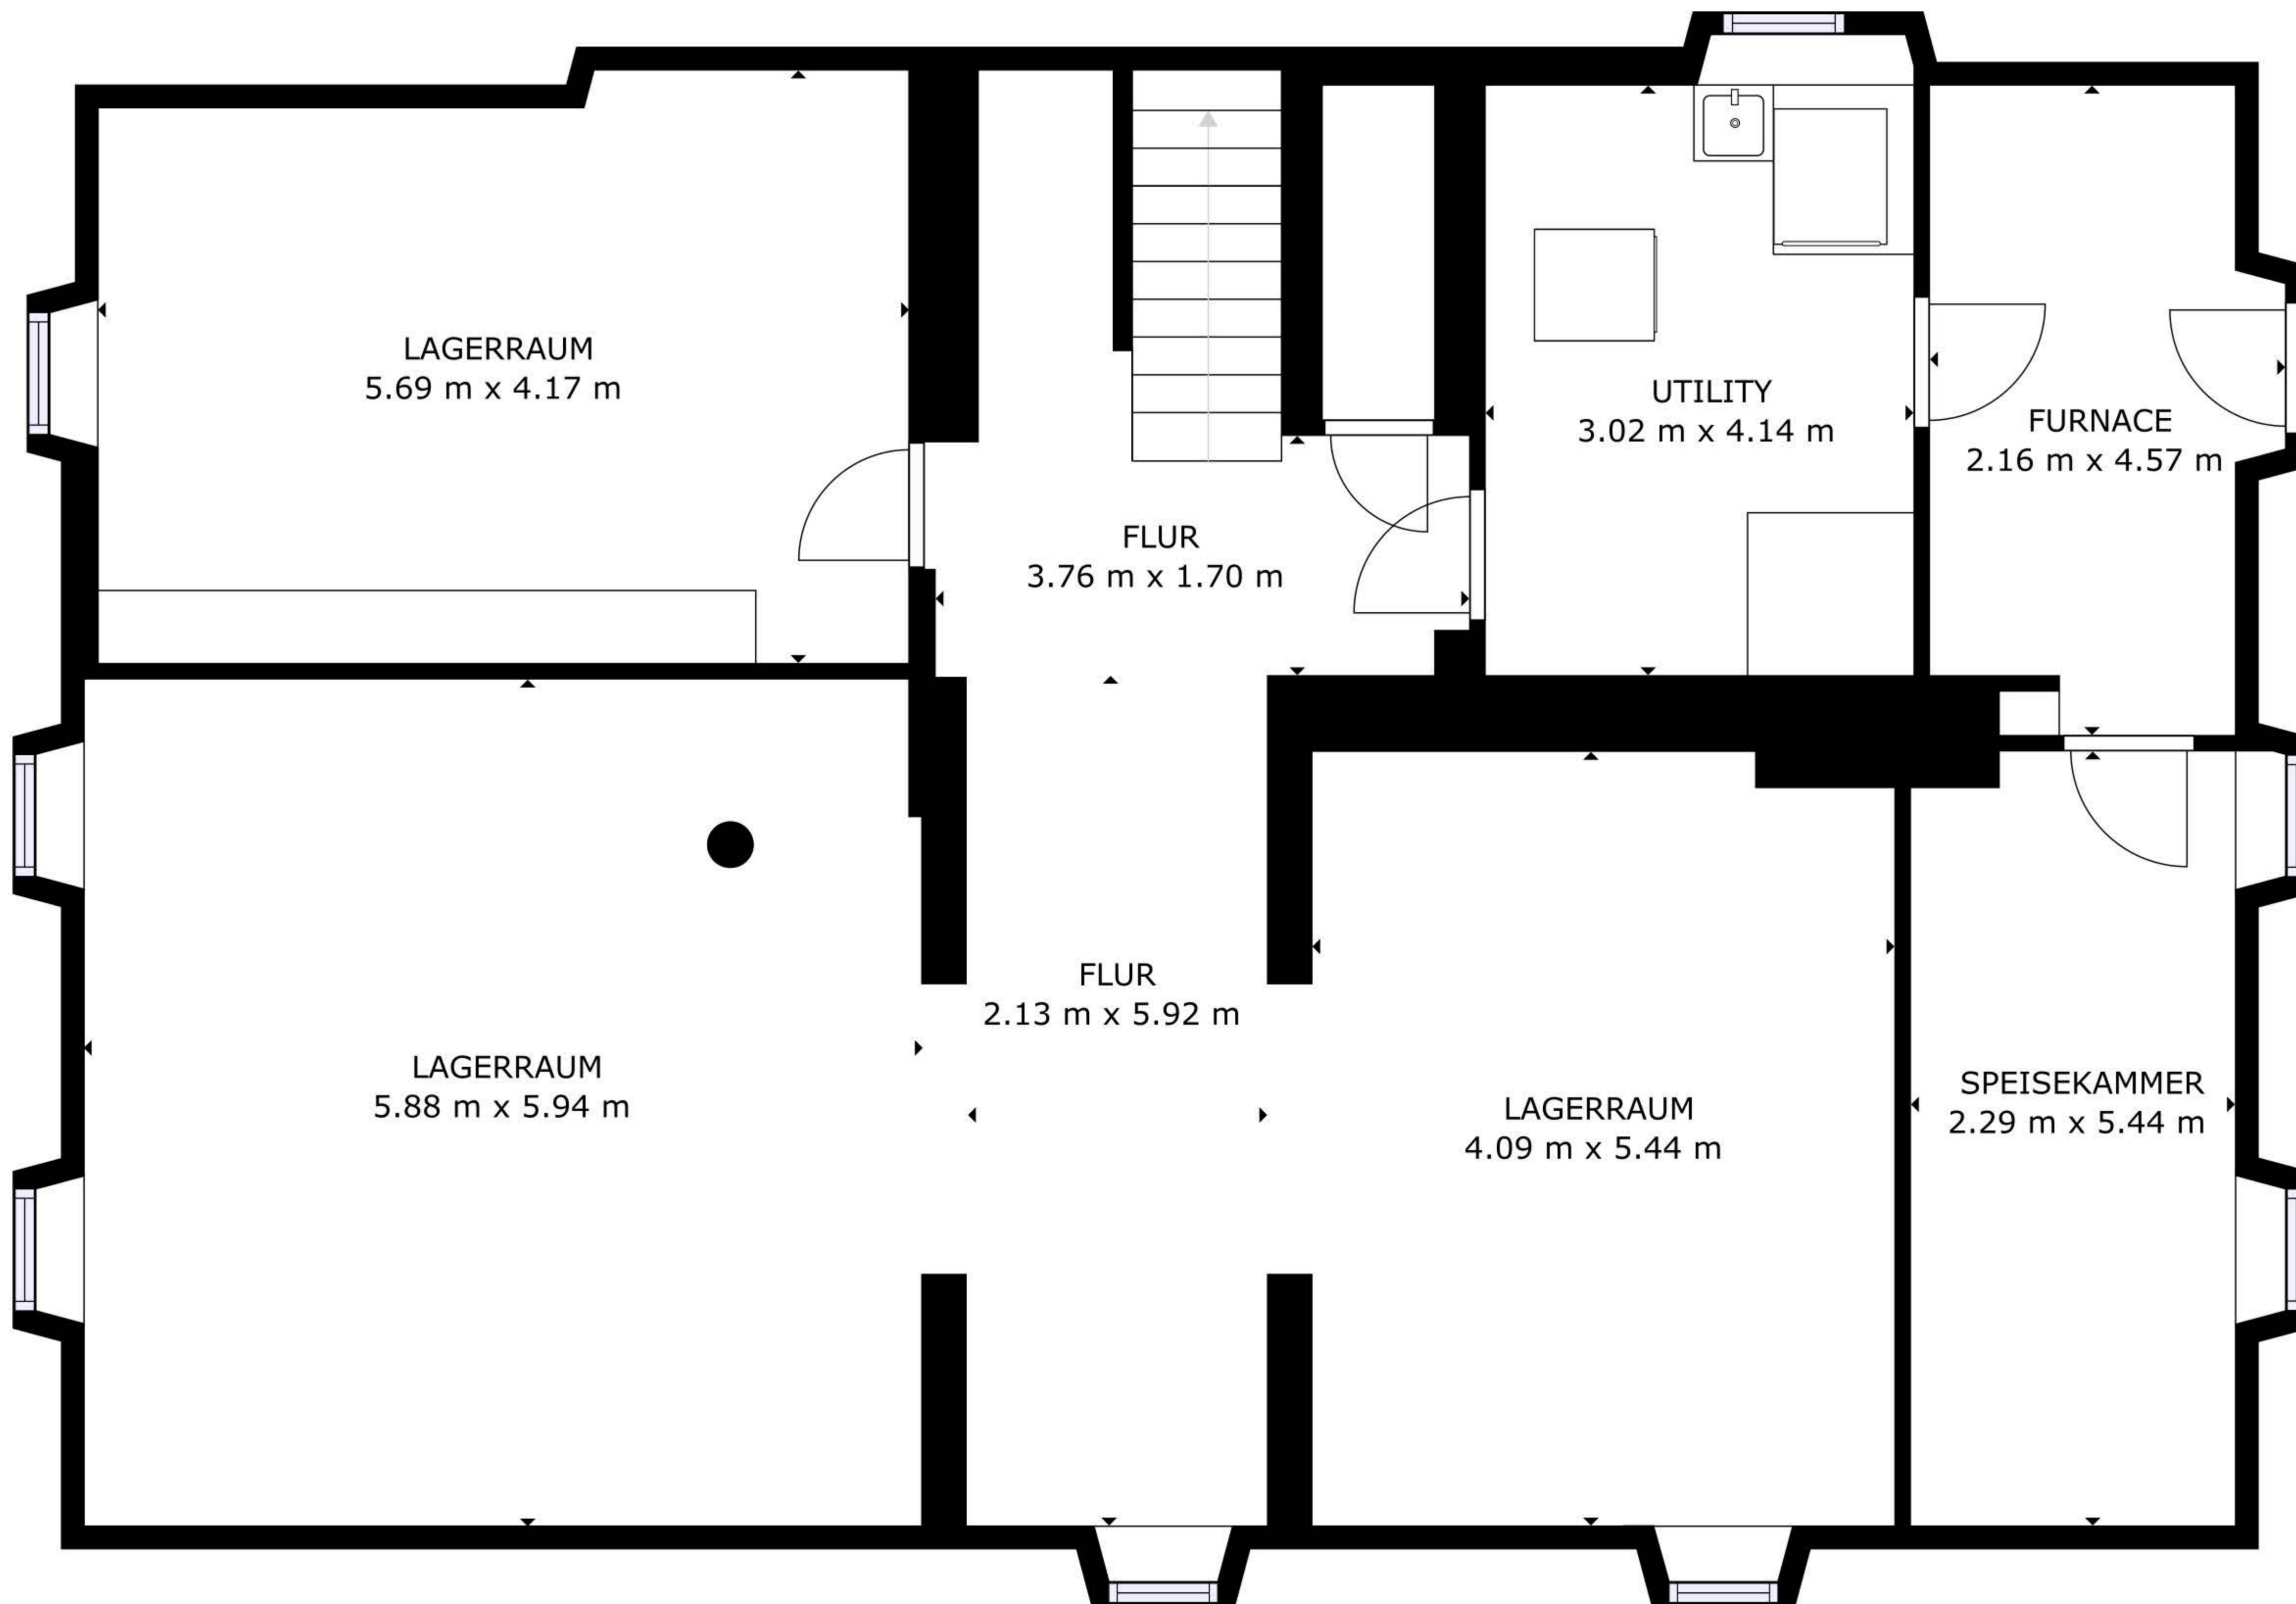 LAGERRAUM
5.69 m x 4.17 m
UTILITY
3.02 m x 4.14 m
FURNACE
2.16 m x 4.57 m
FLUR
3.76 m x 1.70 m
FLUR
2.13 m x 5.92 m
LAGERRAUM
5.88 m x 5.94 m
LAGERRAUM
4.09 m x 5.44 m
SPEISEKAMMER
2.29 m x 5.44 m